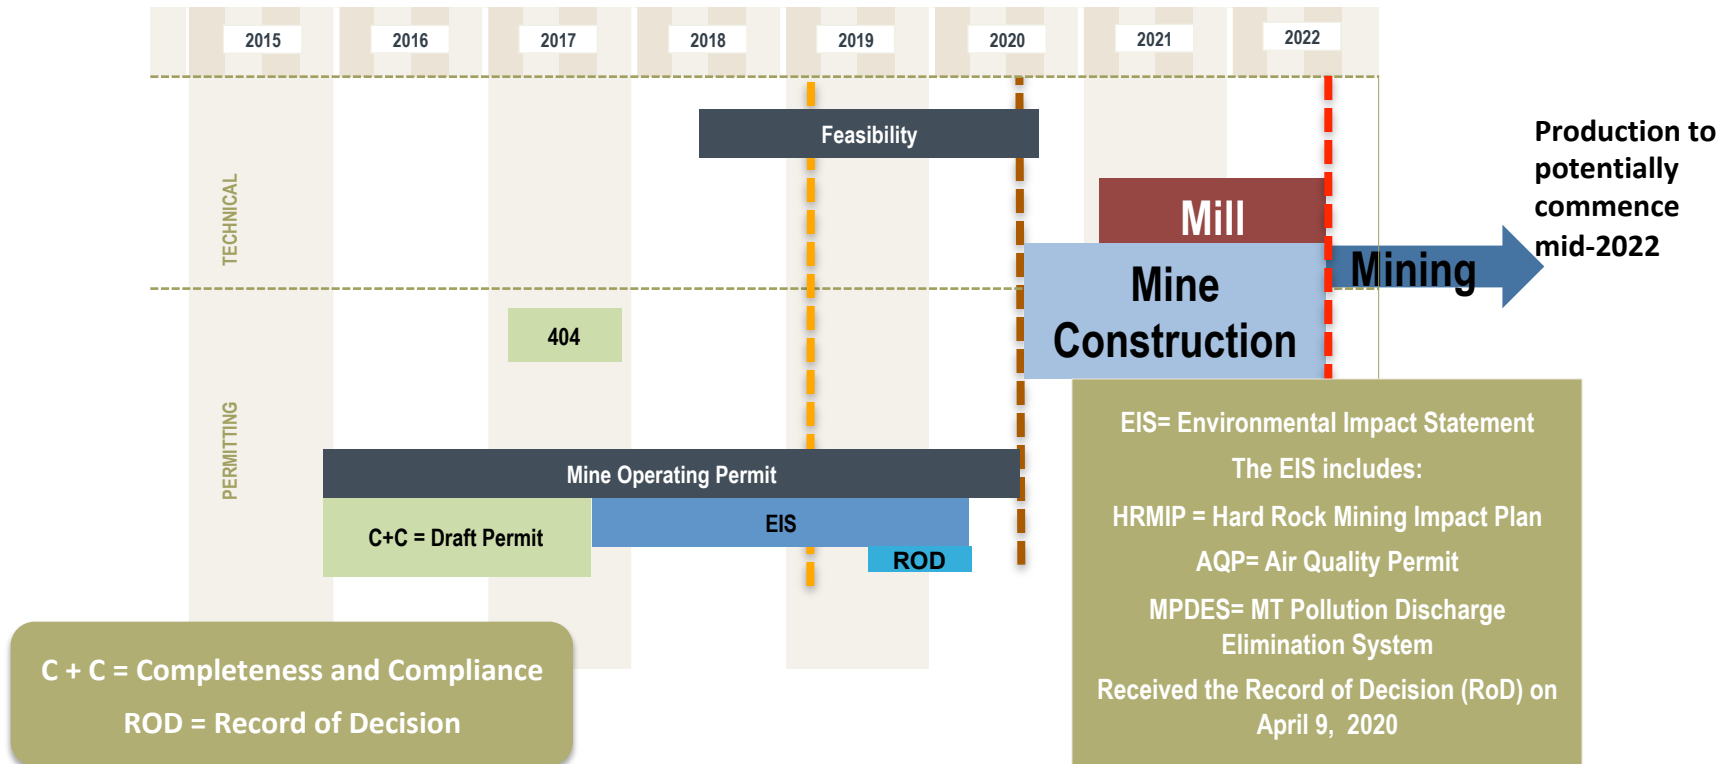 2015 2016 2017 2018 2019 2020 2021 2022
TECHNICAL
Feasibility
Mill
Mine
Construction
Mining
Production to
potentially
commence
mid-2022
PERMITTING
404
Mine Operating Permit
C+C = Draft Permit
EIS
ROD
EIS= Environmental Impact Statement
The EIS includes:
HRMIP = Hard Rock Mining Impact Plan
AQP= Air Quality Permit
MPDES= MT Pollution Discharge
Elimination System
Received the Record of Decision (RoD) on
April 9, 2020
C + C = Completeness and Compliance
ROD = Record of Decision